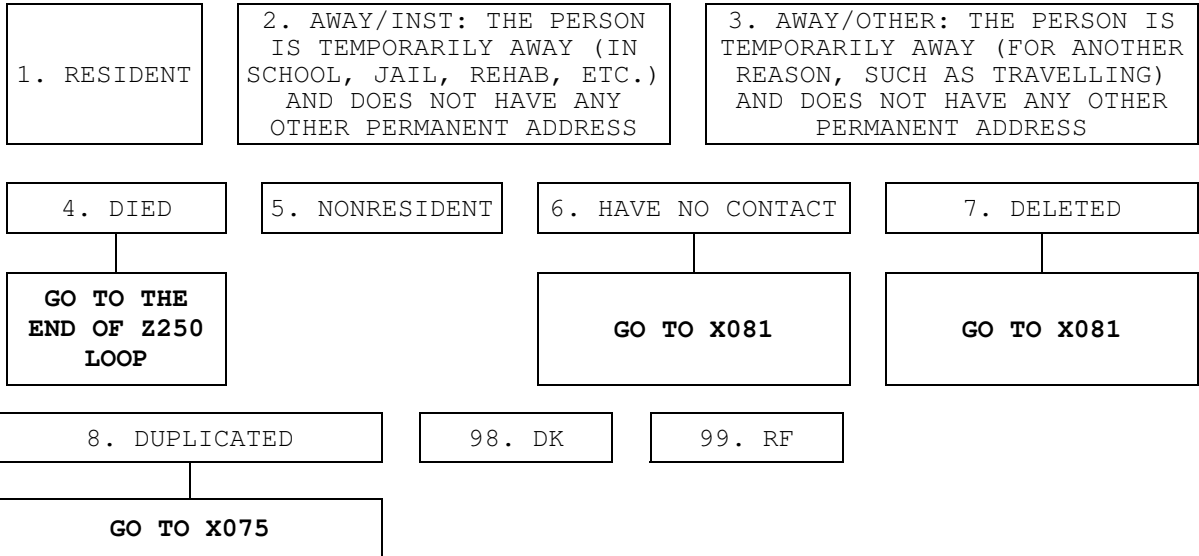 1. RESIDENT
2. AWAY/INST: THE PERSON
IS TEMPORARILY AWAY (IN
SCHOOL, JAIL, REHAB, ETC.)
AND DOES NOT HAVE ANY
OTHER PERMANENT ADDRESS
3. AWAY/OTHER: THE PERSON IS
TEMPORARILY AWAY (FOR ANOTHER
REASON, SUCH AS TRAVELLING)
AND DOES NOT HAVE ANY OTHER
PERMANENT ADDRESS
4. DIED
5. NONRESIDENT
6. HAVE NO CONTACT
7. DELETED
GO TO THE
END OF Z250
LOOP
GO TO X081
GO TO X081
8. DUPLICATED
98. DK
99. RF
GO TO X075